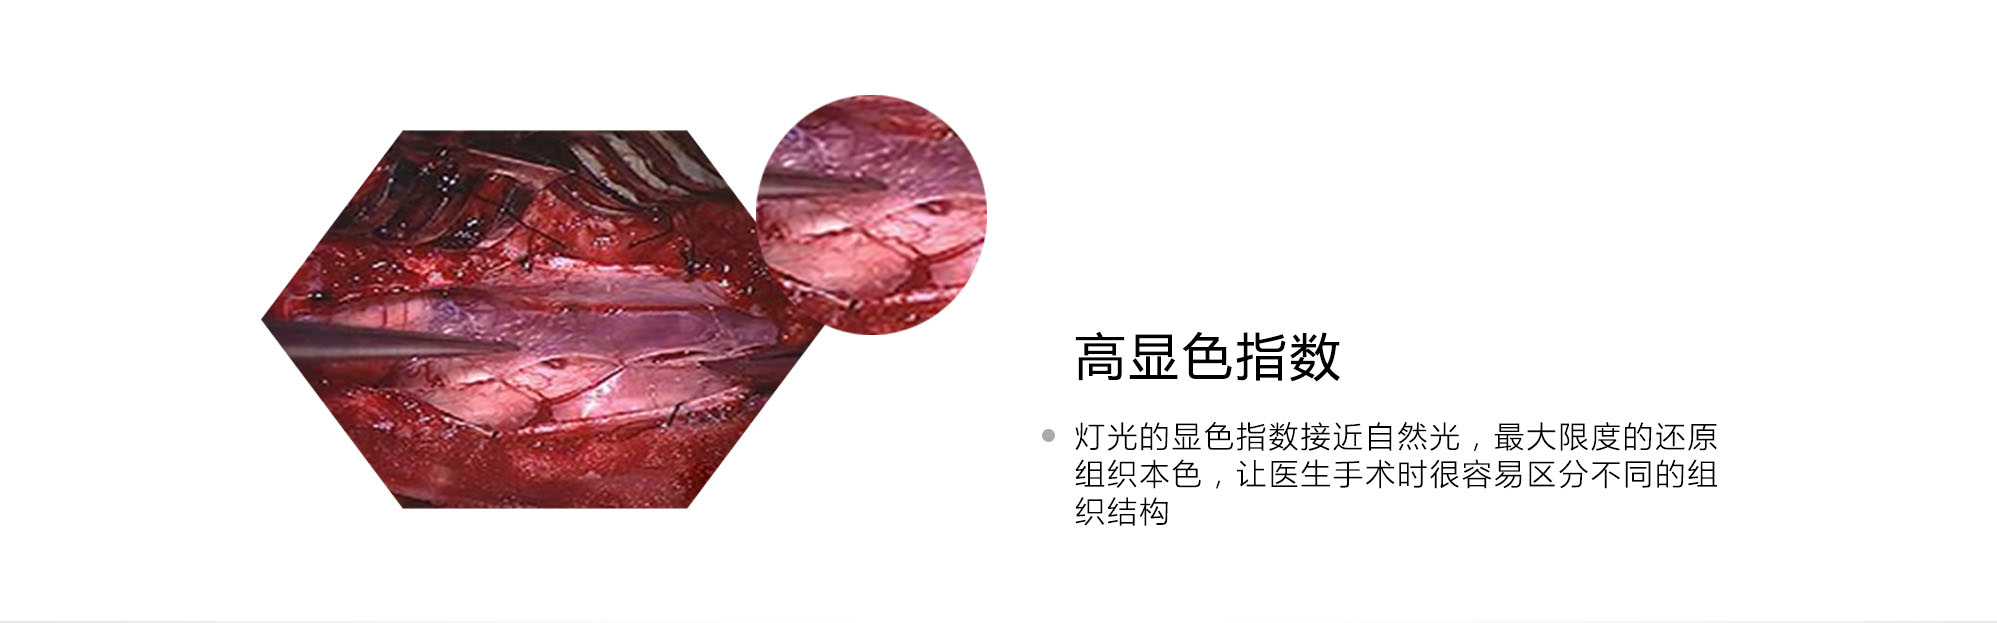 高显色指数
灯光的显色指数接近自然光，最大限度的还原
组织本色，让医生手术时很容易区分不同的组
织结构